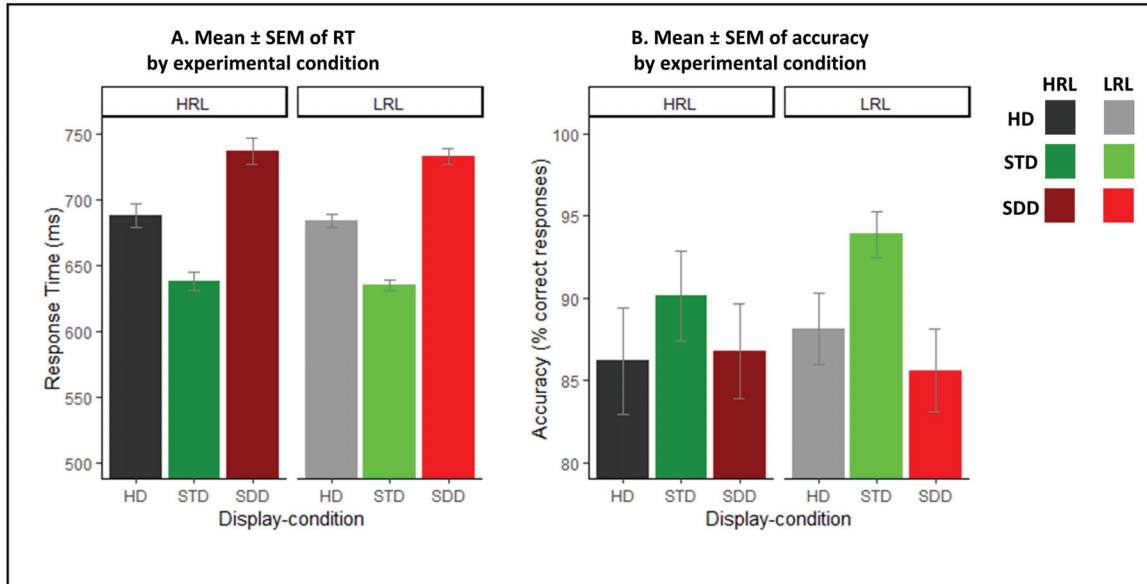 A. Mean ± SEM of RT
by experimental condition
HRL
LRL
Response Time (ms)
750
700
650
600
550
500
HD
STD
SDD
HD
STD
SDD
Display-condition
B. Mean ± SEM of accuracy
by experimental condition
HRL
LRL
Accuracy (% correct responses)
100
95
90
85
80
HD
STD
SDD
HD
STD
SDD
Display-condition
HRL
LRL
HD
STD
SDD